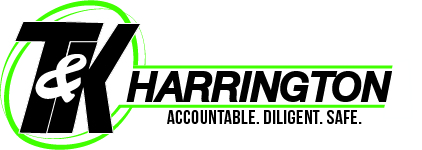 T&K
HARRINGTON
ACCOUNTABLE. DILIGENT. SAFE.